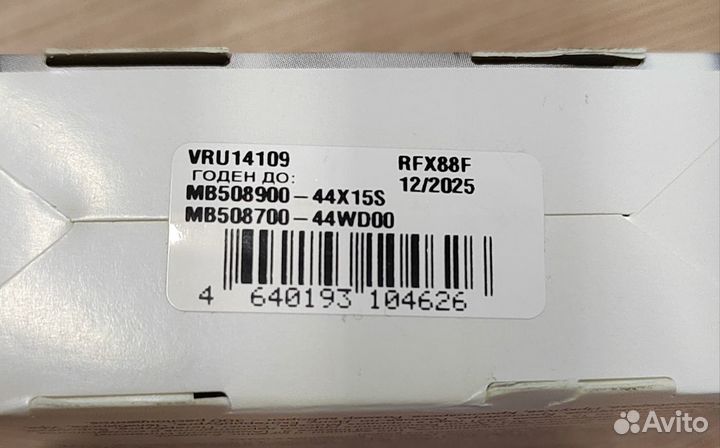 VRU14109 RFX88F
ГОДЕН ДО: 12/2025
MB508900-44X15S
MB508700-44WD00
4 640193 104626
Avito